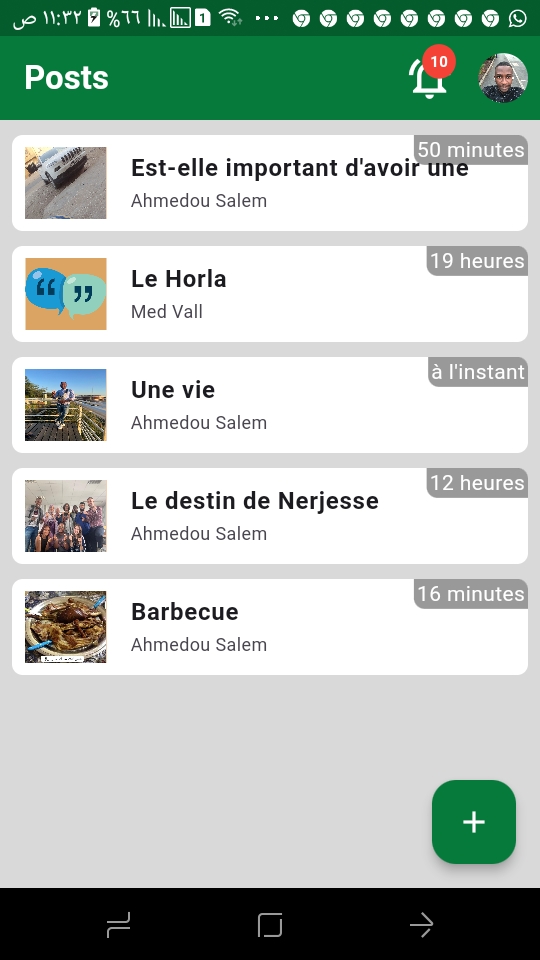 ص ١١:٣٢ %٦٦ 1
Posts
10
50 minutes
Est-elle important d'avoir une
Ahmedou Salem
19 heures
Le Horla
Med Vall
à l'instant
Une vie
Ahmedou Salem
12 heures
Le destin de Nerjesse
Ahmedou Salem
16 minutes
Barbecue
Ahmedou Salem